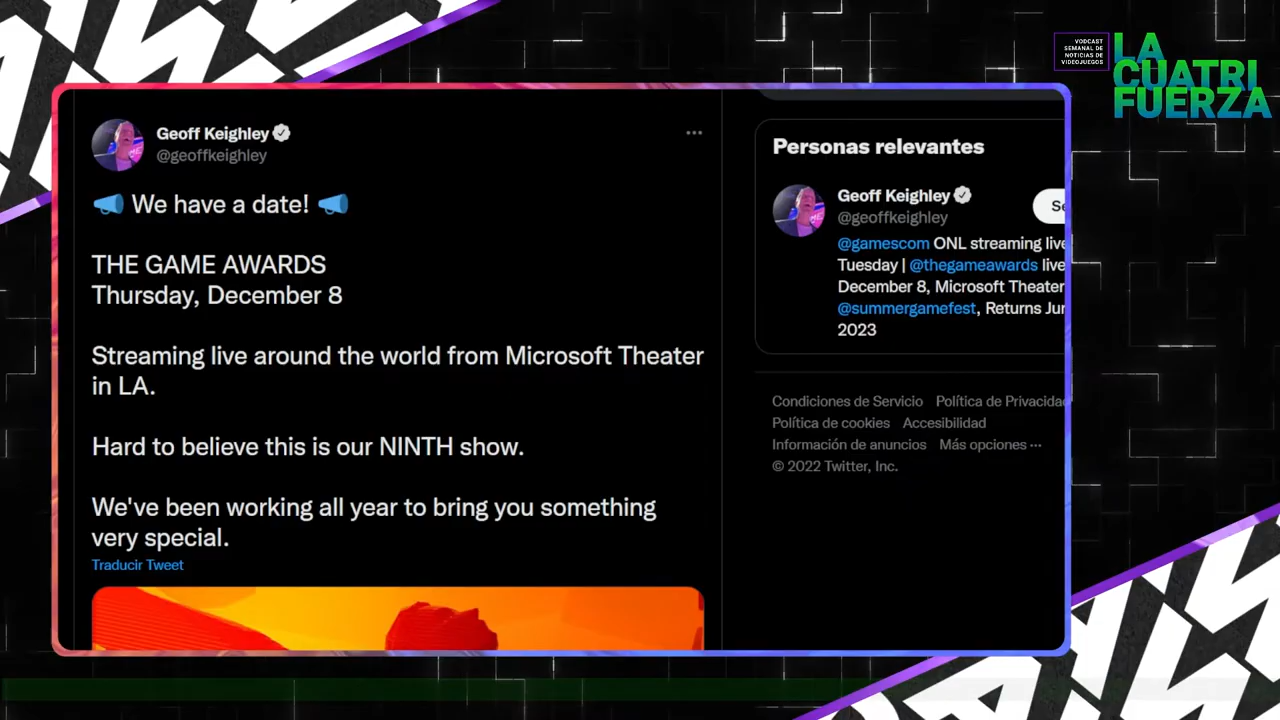 VODCAST
SEMANAL DE
NOTICIAS DE
VIDEOJUEGOS
LA
CUATRI
FUERZA
Geoff Keighley
@geoffkeighley
We have a date!
THE GAME AWARDS
Thursday, December 8
Streaming live around the world from Microsoft Theater
in LA.
Hard to believe this is our NINTH show.
We've been working all year to bring you something
very special.
Traducir Tweet
Personas relevantes
Geoff Keighley
@geoffkeighley
Se
@gamescom ONL streaming live
Tuesday | @thegameawards live
December 8, Microsoft Theater
@summergamefest, Returns Jun
2023
Condiciones de Servicio Política de Privacidad
Política de cookies Accesibilidad
Información de anuncios Más opciones ···
© 2022 Twitter, Inc.